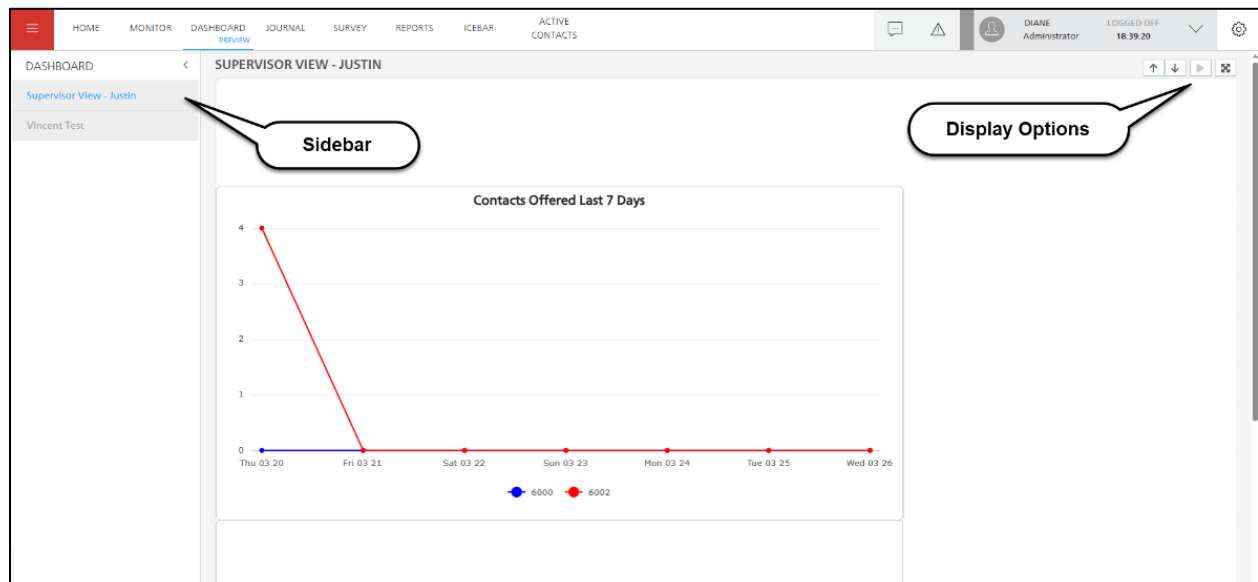 HOME MONITOR DASHBOARD JOURNAL SURVEY REPORTS ICEBAR ACTIVE CONTACTS
PREVIEW
DIANE
Administrator
LOGGED OFF
18:39:20
DASHBOARD
Supervisor View - Justin
Vincent Test
SUPERVISOR VIEW - JUSTIN
Sidebar
Display Options
Contacts Offered Last 7 Days
4
3
2
1
0
Thu 03 20 Fri 03 21 Sat 03 22 Sun 03 23 Mon 03 24 Tue 03 25 Wed 03 26
6000 6002